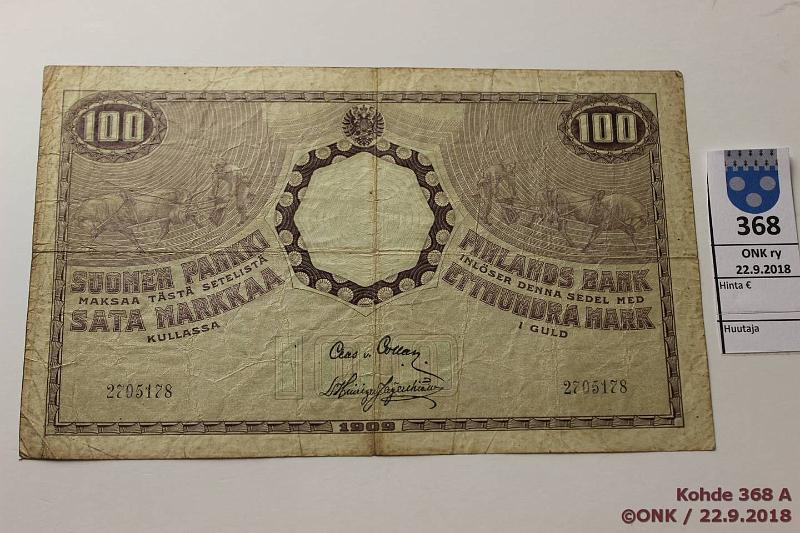 100
100
SUOMEN PANKKI
MAKSAA TÄSTÄ SETELISTÄ
SATA MARKKAA
KULLASSA
FINLANDS BANK
INLÖSER DENNA SEDEL MED
ETTHUNDRA MARK
I GULD
2705178
2705178
1909
368
ONK ry
22.9.2018
Hinta €
Huutaja
Kohde 368 A
©ONK / 22.9.2018